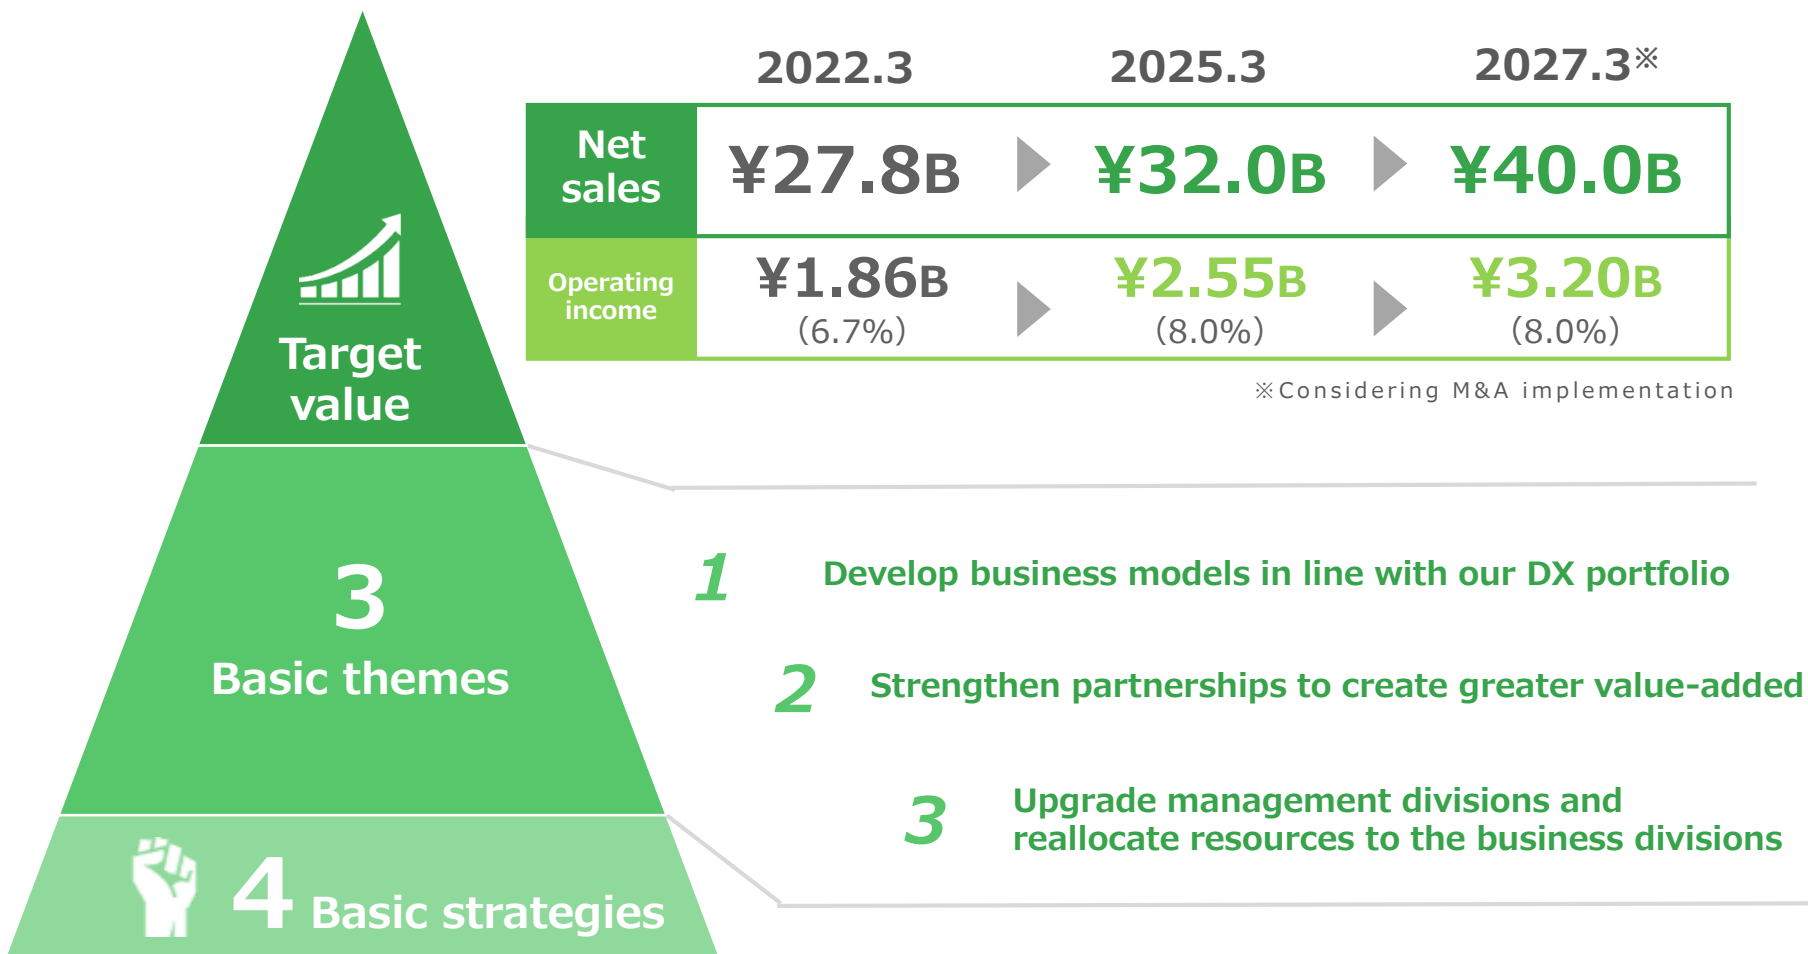 2022.3 2025.3 2027.3※
Net
sales
¥27.8B ¥32.0B ¥40.0B
Operating
income
¥1.86B ¥2.55B ¥3.20B
(6.7%) (8.0%) (8.0%)
※Considering M&A implementation
Target
value
3
Basic themes
1 Develop business models in line with our DX portfolio
2 Strengthen partnerships to create greater value-added
3 Upgrade management divisions and
reallocate resources to the business divisions
4 Basic strategies